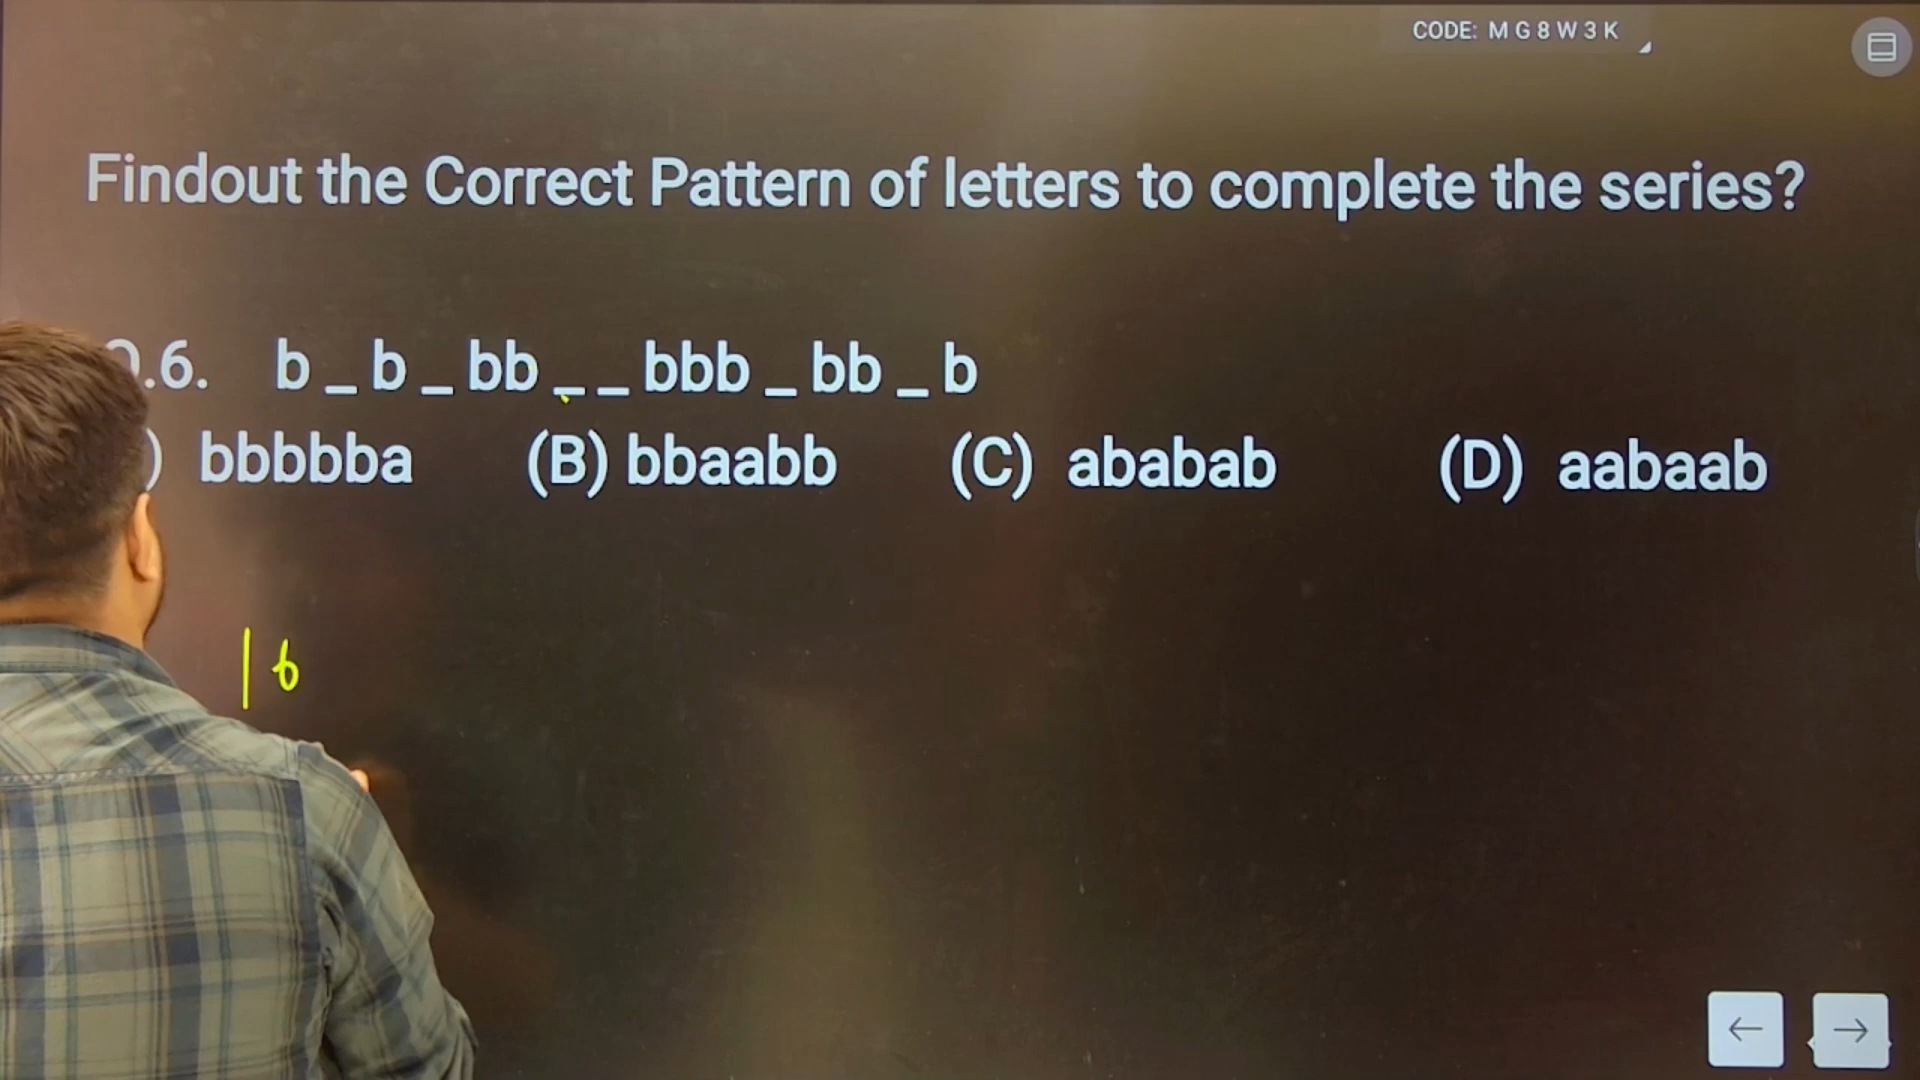 CODE: M G 8 W 3 K
Findout the Correct Pattern of letters to complete the series?
.6. b _ b _ bb _ _ bbb _ bb _ b
) bbbbba (B) bbaabb (C) ababab (D) aabaab
| 6